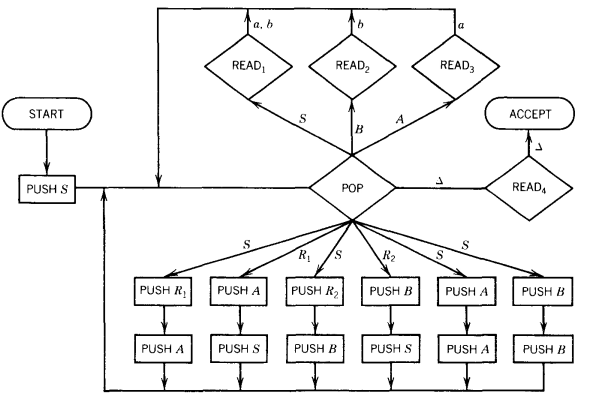 a, b
b
a
READ1
READ2
READ3
START
S
B
A
ACCEPT
PUSH S
POP
Δ
READ4
Δ
S
R1
S
R2
S
S
PUSH R1
PUSH A
PUSH R2
PUSH B
PUSH A
PUSH B
PUSH A
PUSH S
PUSH B
PUSH S
PUSH A
PUSH B